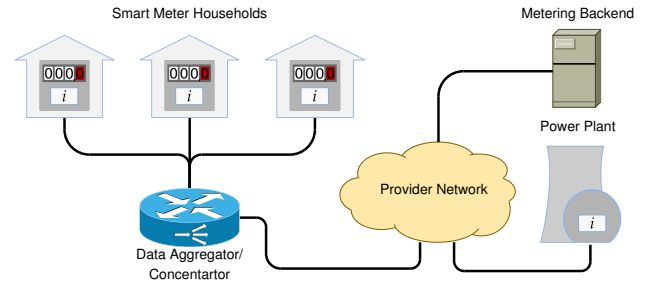 Smart Meter Households
Metering Backend
0000
0000
0000
i
i
i
Power Plant
Provider Network
i
Data Aggregator/
Concentartor